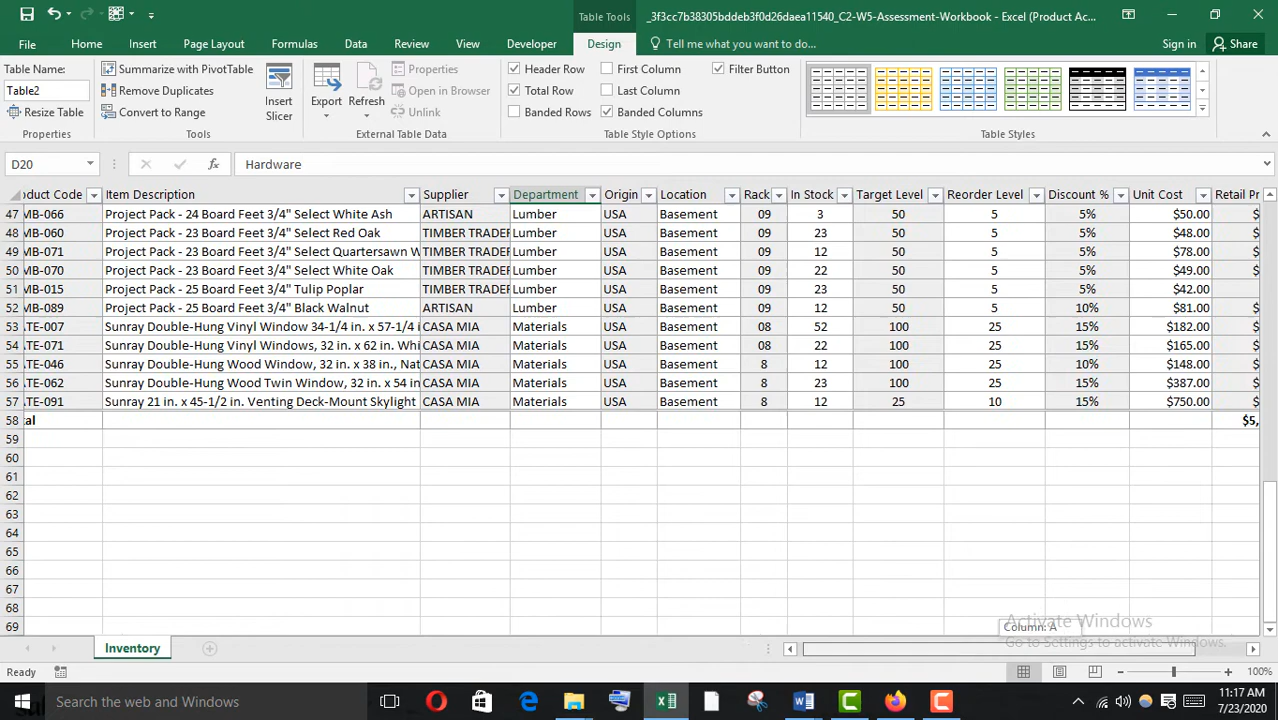 Table Tools
_3f3cc7b38305bddeb3f0d26daea11540_C2-W5-Assessment-Workbook - Excel (Product Ac...
File Home Insert Page Layout Formulas Data Review View Developer Design Tell me what you want to do... Sign in Share
Table Name: Summarize with PivotTable Properties Header Row First Column Filter Button
Table2 Remove Duplicates Insert Slicer Export Refresh Open in Browser Total Row Last Column
Resize Table Convert to Range Unlink Banded Rows Banded Columns
Properties Tools External Table Data Table Style Options Table Styles
D20 fx Hardware
oduct Code Item Description Supplier Department Origin Location Rack In Stock Target Level Reorder Level Discount % Unit Cost Retail Pr
47 MB-066 Project Pack - 24 Board Feet 3/4" Select White Ash ARTISAN Lumber USA Basement 09 3 50 5 5% $50.00 $
48 MB-060 Project Pack - 23 Board Feet 3/4" Select Red Oak TIMBER TRADER Lumber USA Basement 09 23 50 5 5% $48.00 $
49 MB-071 Project Pack - 23 Board Feet 3/4" Select Quartersawn W TIMBER TRADER Lumber USA Basement 09 12 50 5 5% $78.00 $
50 MB-070 Project Pack - 23 Board Feet 3/4" Select White Oak TIMBER TRADER Lumber USA Basement 09 22 50 5 5% $49.00 $
51 MB-015 Project Pack - 25 Board Feet 3/4" Tulip Poplar TIMBER TRADER Lumber USA Basement 09 23 50 5 5% $42.00
52 MB-089 Project Pack - 25 Board Feet 3/4" Black Walnut ARTISAN Lumber USA Basement 09 12 50 5 10% $81.00 $
53 ATE-007 Sunray Double-Hung Vinyl Window 34-1/4 in. x 57-1/4 i CASA MIA Materials USA Basement 08 52 100 25 15% $182.00 $
54 ATE-071 Sunray Double-Hung Vinyl Windows, 32 in. x 62 in. Whi CASA MIA Materials USA Basement 08 22 100 25 15% $165.00 $
55 ATE-046 Sunray Double-Hung Wood Window, 32 in. x 38 in., Nat CASA MIA Materials USA Basement 8 12 100 25 10% $148.00 $
56 ATE-062 Sunray Double-Hung Wood Twin Window, 32 in. x 54 in CASA MIA Materials USA Basement 8 23 100 25 15% $387.00 $
57 ATE-091 Sunray 21 in. x 45-1/2 in. Venting Deck-Mount Skylight CASA MIA Materials USA Basement 8 12 25 10 15% $750.00 $
58 tal $5,
59
60
61
62
63
64
65
66
67
68
69
Activate Windows
Column: A
Go to Settings to activate Windows.
Inventory
Ready 100%
Search the web and Windows 11:17 AM
7/23/2020